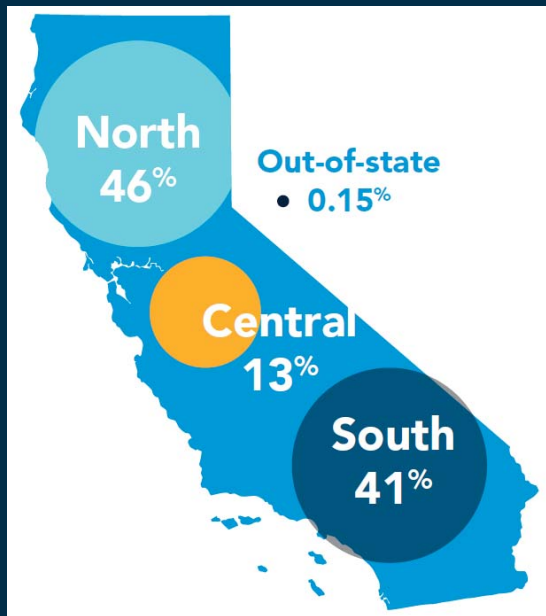 North
46%
Out-of-state
• 0.15%
Central
13%
South
41%